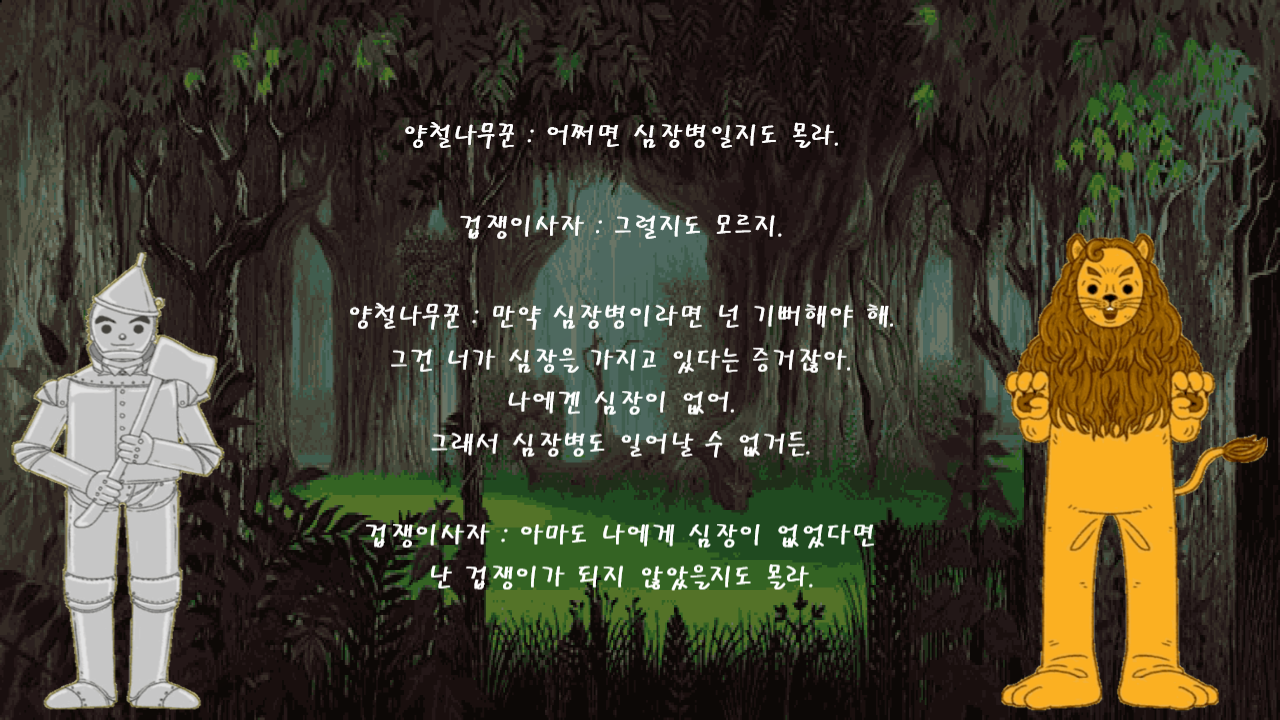 양철나무꾼 : 어쩌면 심장병일지도 몰라.
겁쟁이사자 : 그럴지도 모르지.
양철나무꾼 : 만약 심장병이라면 넌 기뻐해야 해.
그건 너가 심장을 가지고 있다는 증거잖아.
나에겐 심장이 없어.
그래서 심장병도 일어날 수 없거든.
겁쟁이사자 : 아마도 나에게 심장이 없었다면
난 겁쟁이가 되지 않았을지도 몰라.